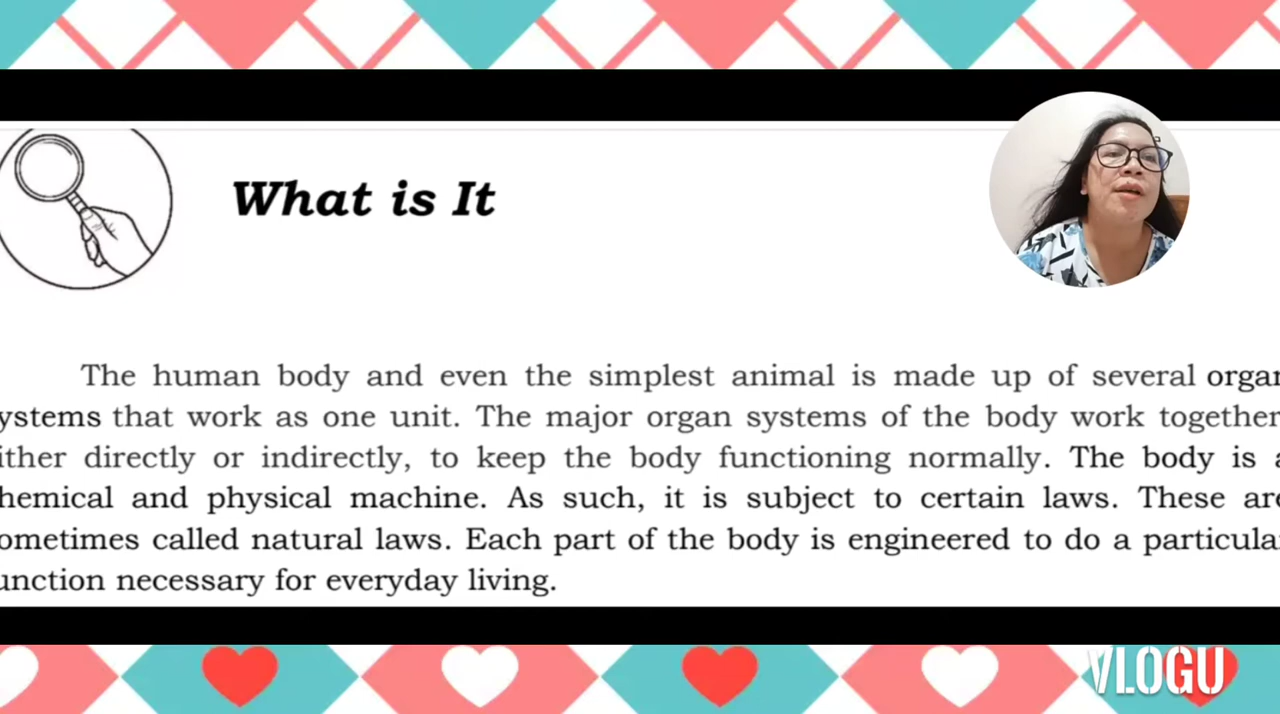 What is It
The human body and even the simplest animal is made up of several organ
ystems that work as one unit. The major organ systems of the body work together
ither directly or indirectly, to keep the body functioning normally. The body is a
hemical and physical machine. As such, it is subject to certain laws. These are
ometimes called natural laws. Each part of the body is engineered to do a particular
unction necessary for everyday living.
VLOGU